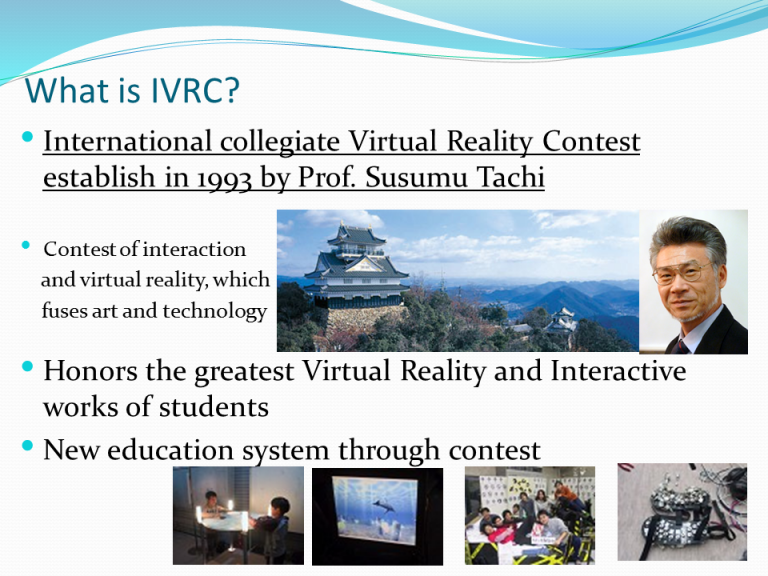 What is IVRC?
International collegiate Virtual Reality Contest
establish in 1993 by Prof. Susumu Tachi
Contest of interaction
and virtual reality, which
fuses art and technology
Honors the greatest Virtual Reality and Interactive
works of students
New education system through contest